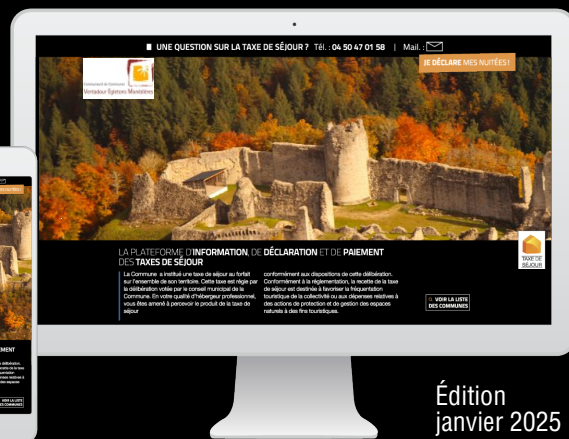 UNE QUESTION SUR LA TAXE DE SÉJOUR ? Tél. : 04 50 47 01 58 | Mail. :
JE DÉCLARE MES NUITÉES !
Ventadour Égletons Monédières
LA PLATEFORME D'INFORMATION, DE DÉCLARATION ET DE PAIEMENT
DES TAXES DE SÉJOUR
La Commune a institué une taxe de séjour au forfait
sur l'ensemble de son territoire. Cette taxe est régie par
la délibération votée par le conseil municipal de la
Commune. En votre qualité d'hébergeur professionnel,
vous êtes amené à percevoir le produit de la taxe de
séjour
conformément aux dispositions de cette délibération.
Conformément à la réglementation, la recette de la taxe
de séjour est destinée à favoriser la fréquentation
touristique de la collectivité ou aux dépenses relatives à
des actions de protection et de gestion des espaces
naturels à des fins touristiques.
TAXE DE
SÉJOUR
VOIR LA LISTE
DES COMMUNES
VOIR LA LISTE
DES COMMUNES
Édition
janvier 2025